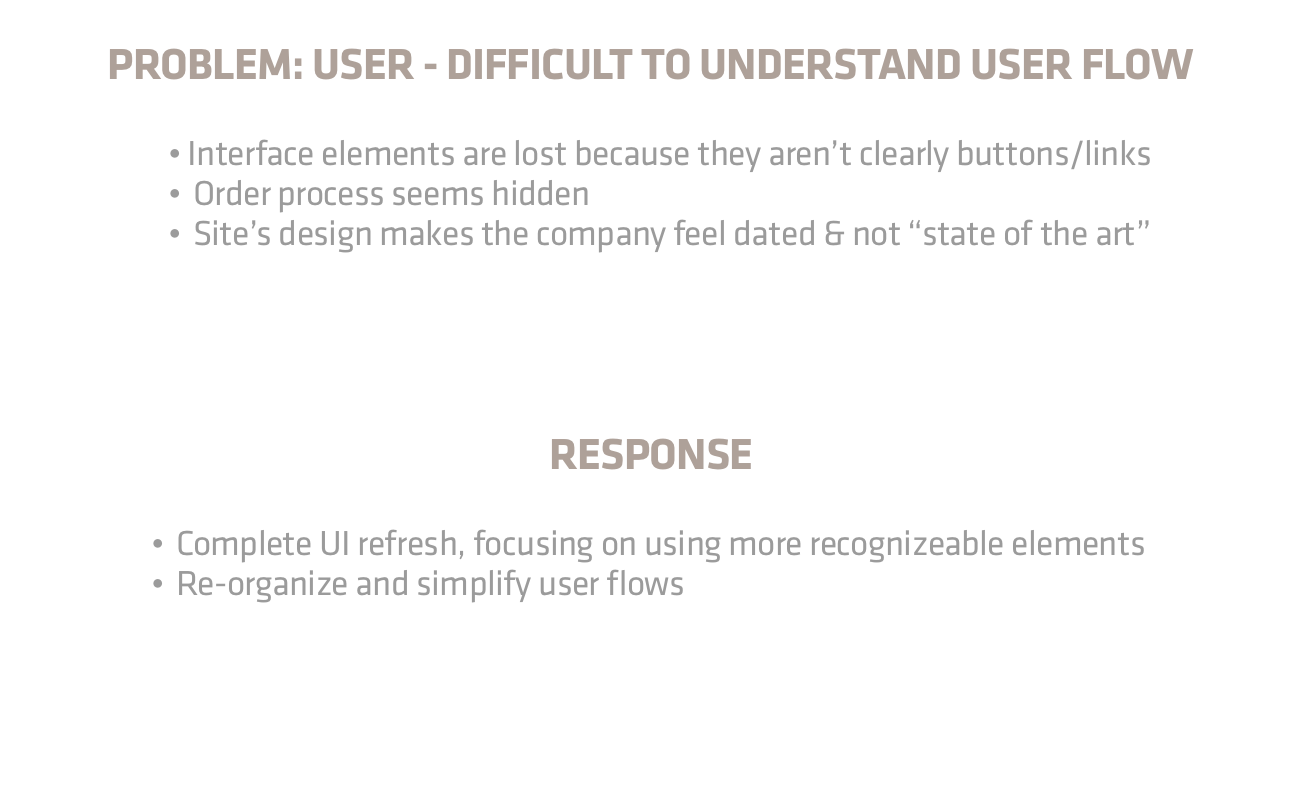 PROBLEM: USER - DIFFICULT TO UNDERSTAND USER FLOW
• Interface elements are lost because they aren’t clearly buttons/links
• Order process seems hidden
• Site’s design makes the company feel dated & not “state of the art”
RESPONSE
• Complete UI refresh, focusing on using more recognizeable elements
• Re-organize and simplify user flows